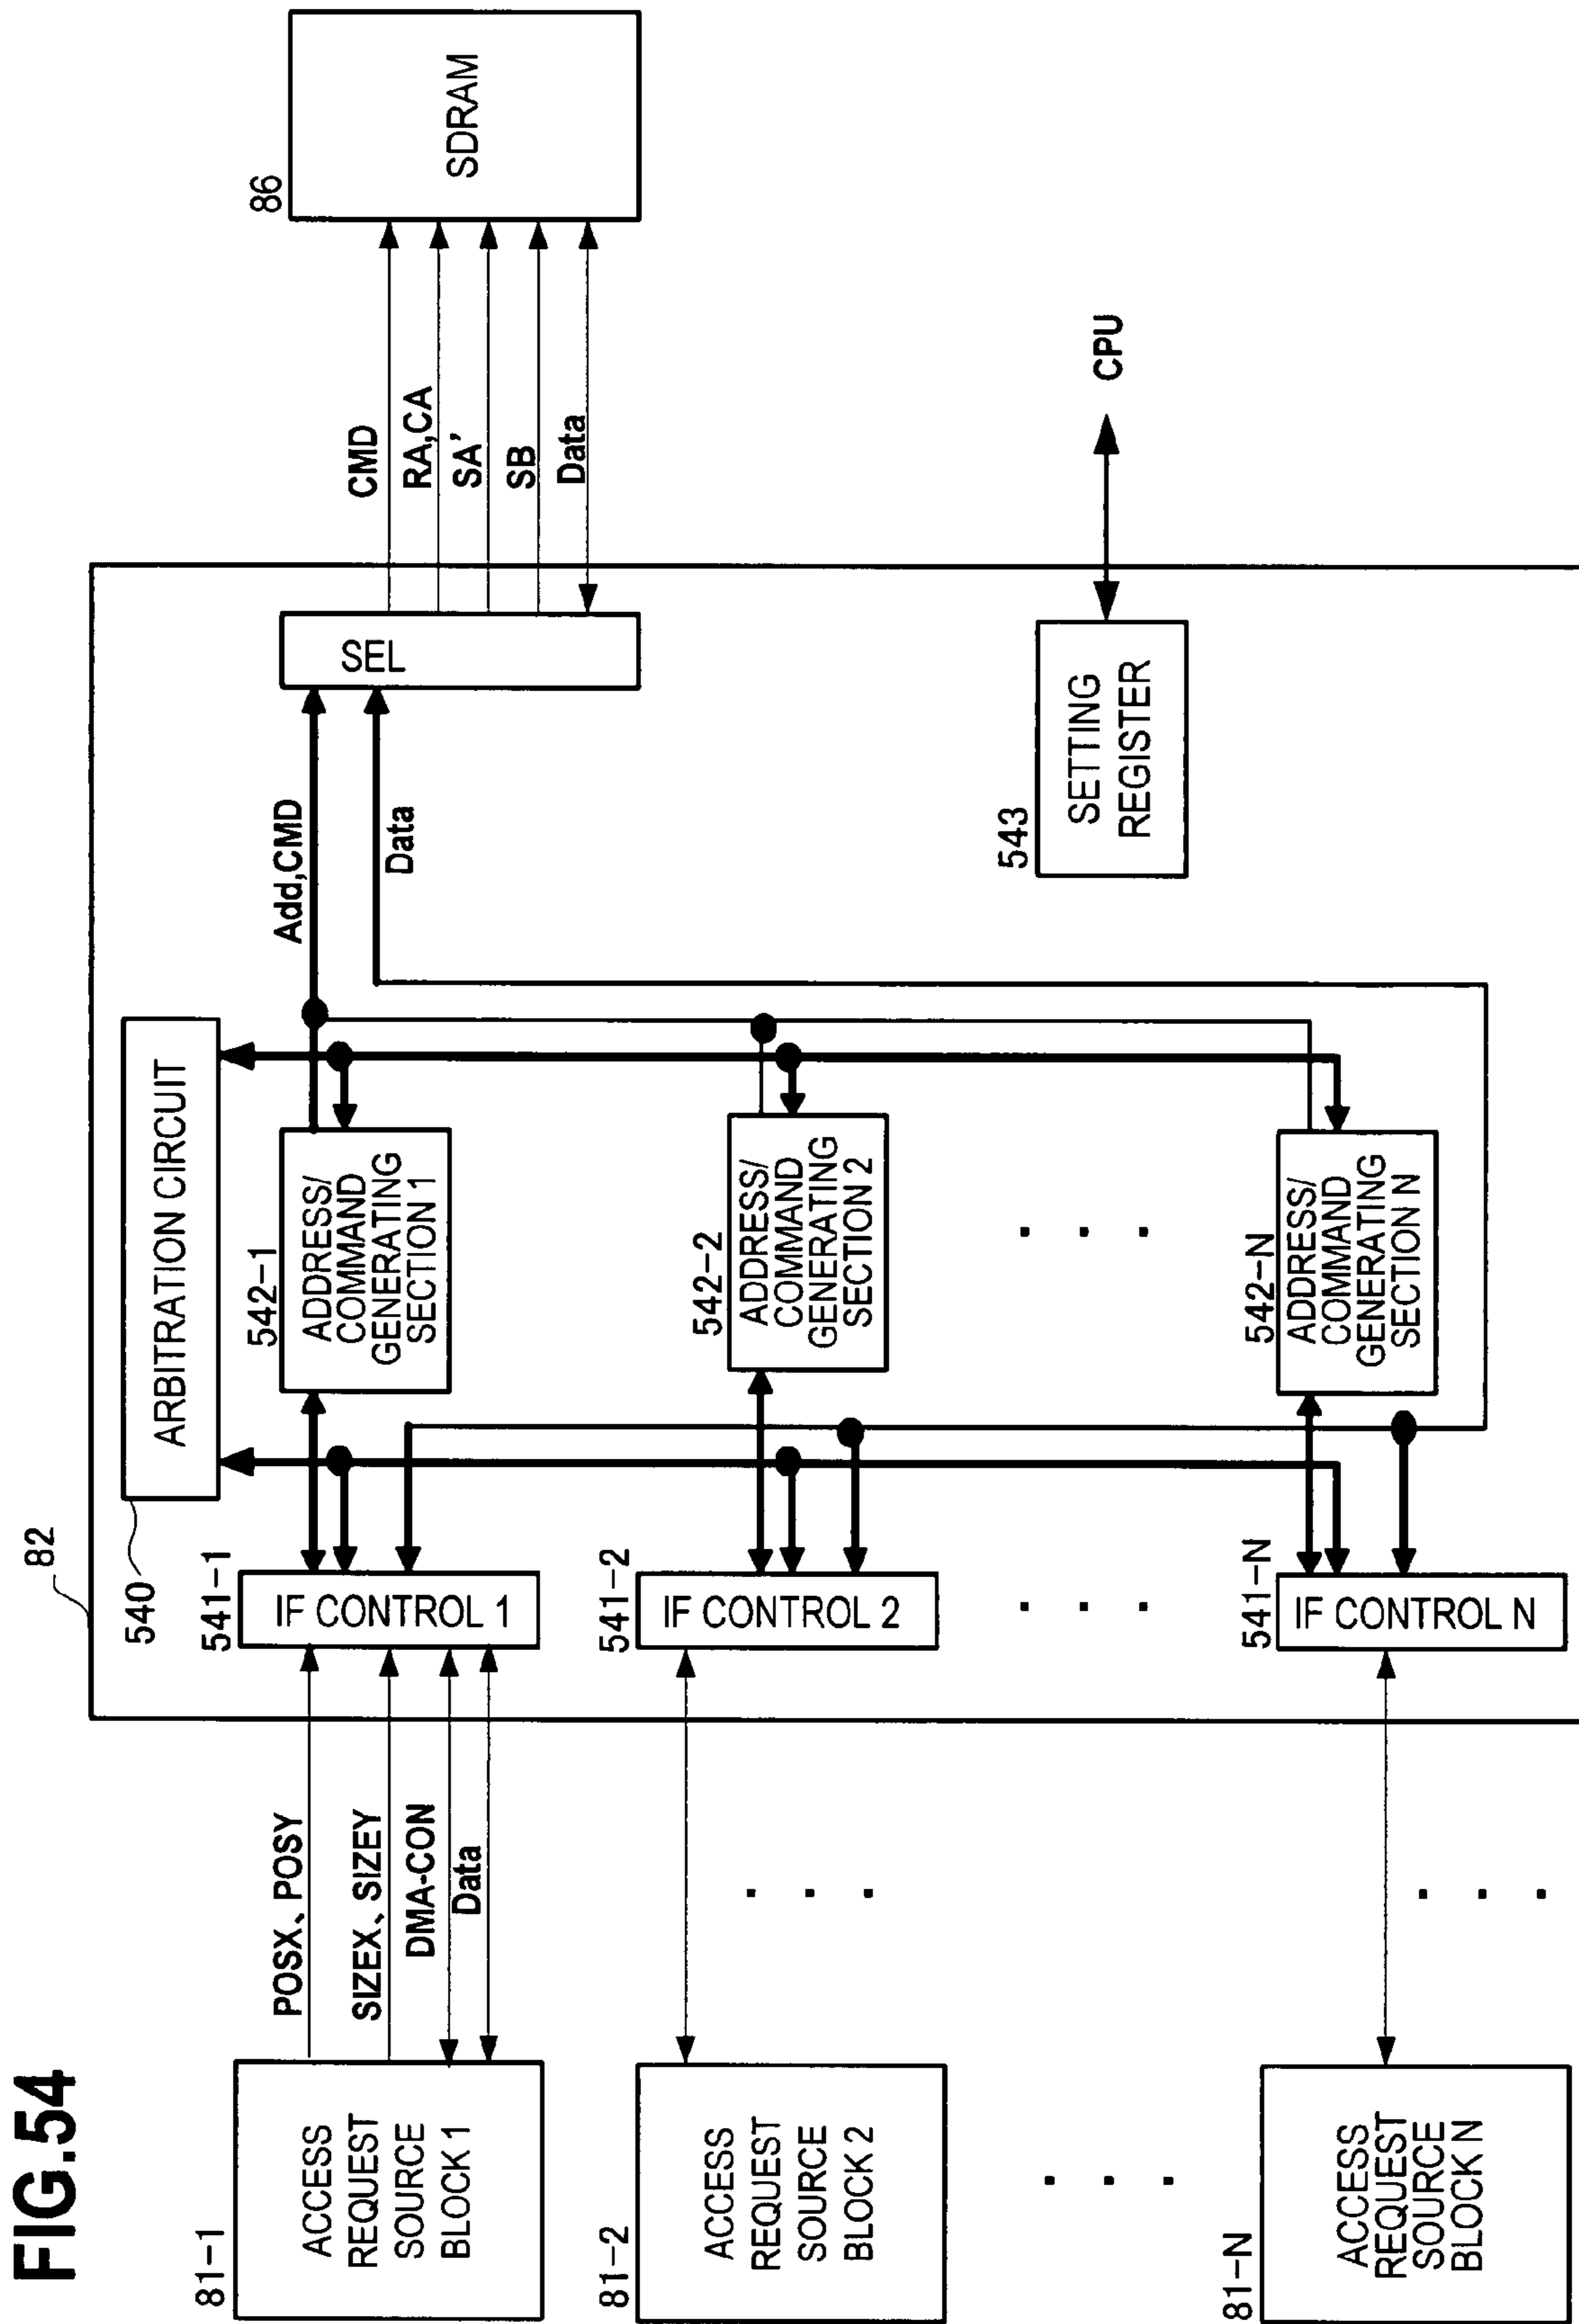 FIG.54
82
540
ARBITRATION CIRCUIT
86
SDRAM
81-1
ACCESS
REQUEST
SOURCE
BLOCK 1
POSX、POSY
SIZEX、SIZEY
DMA-CON
Data
541-1
IF CONTROL 1
542-1
ADDRESS/
COMMAND
GENERATING
SECTION 1
Add,CMD
Data
SEL
CMD
RA,CA
SA'
SB
Data
81-2
ACCESS
REQUEST
SOURCE
BLOCK 2
541-2
IF CONTROL 2
542-2
ADDRESS/
COMMAND
GENERATING
SECTION 2
543
SETTING
REGISTER
CPU
81-N
ACCESS
REQUEST
SOURCE
BLOCK N
541-N
IF CONTROL N
542-N
ADDRESS/
COMMAND
GENERATING
SECTION N